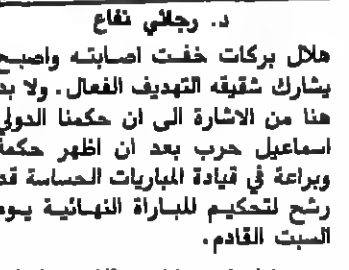 د. رجائي نفاع
هلال بركات خفت اصابته واصبح
يشارك شقيقه التهديف الفعال. ولا بد
هنا من الاشارة الى ان حكمنا الدولي
اسماعيل حرب بعد ان اظهر حكمة
وبراعة في قيادة المباريات الحساسة قد
رشح لتحكيم للمباراة النهائية يوم
السبت القادم.